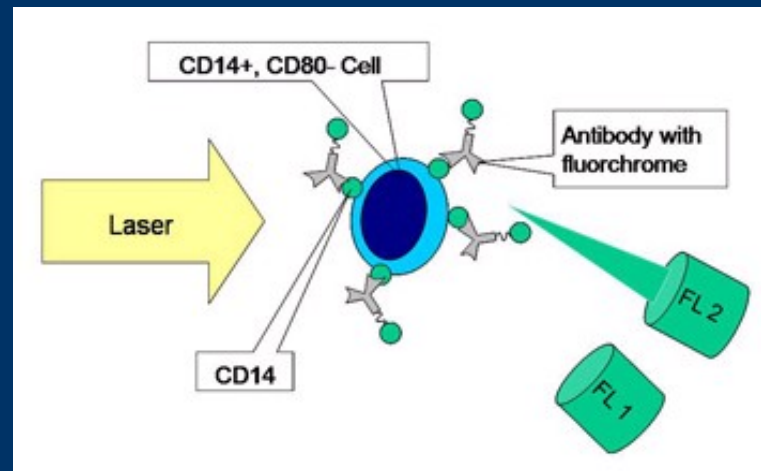 CD14+, CD80- Cell
Antibody with
fluorchrome
Laser
CD14
FL 2
FL 1